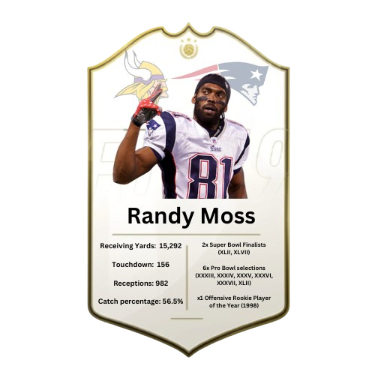 81
Randy Moss
Receiving Yards: 15,292
Touchdown: 156
Receptions: 982
Catch percentage: 56.5%
2x Super Bowl Finalists
(XLII, XLVII)
6x Pro Bowl selections
(XXXIII, XXXIV, XXXV, XXXVI,
XXXVII, XLII)
x1 Offensive Rookie Player
of the Year (1998)